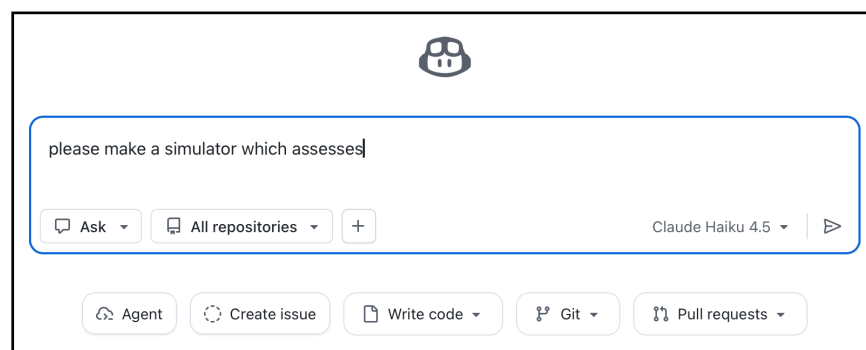 please make a simulator which assesses
Ask All repositories Claude Haiku 4.5
Agent Create issue Write code Git Pull requests